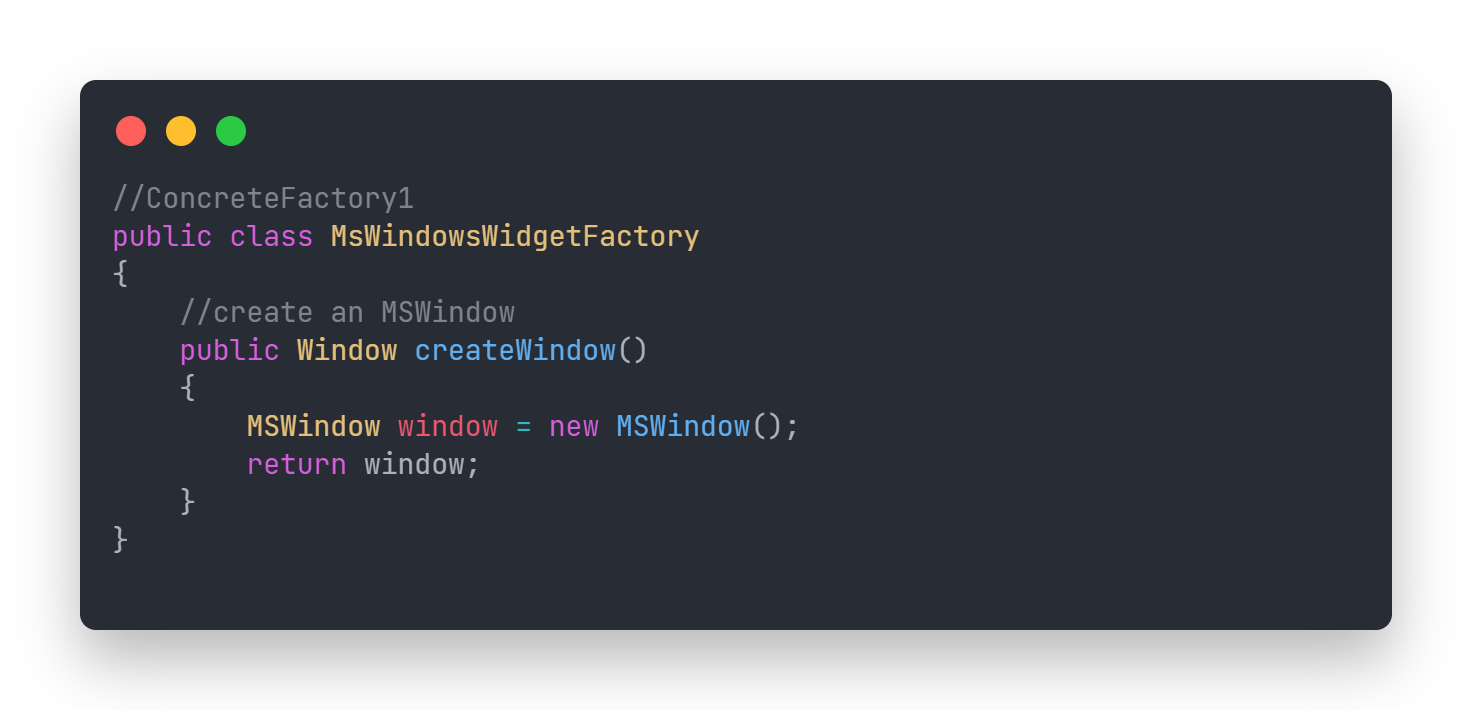 //ConcreteFactory1
public class MsWindowsWidgetFactory
{
    //create an MSWindow
    public Window createWindow()
    {
        MSWindow window = new MSWindow();
        return window;
    }
}